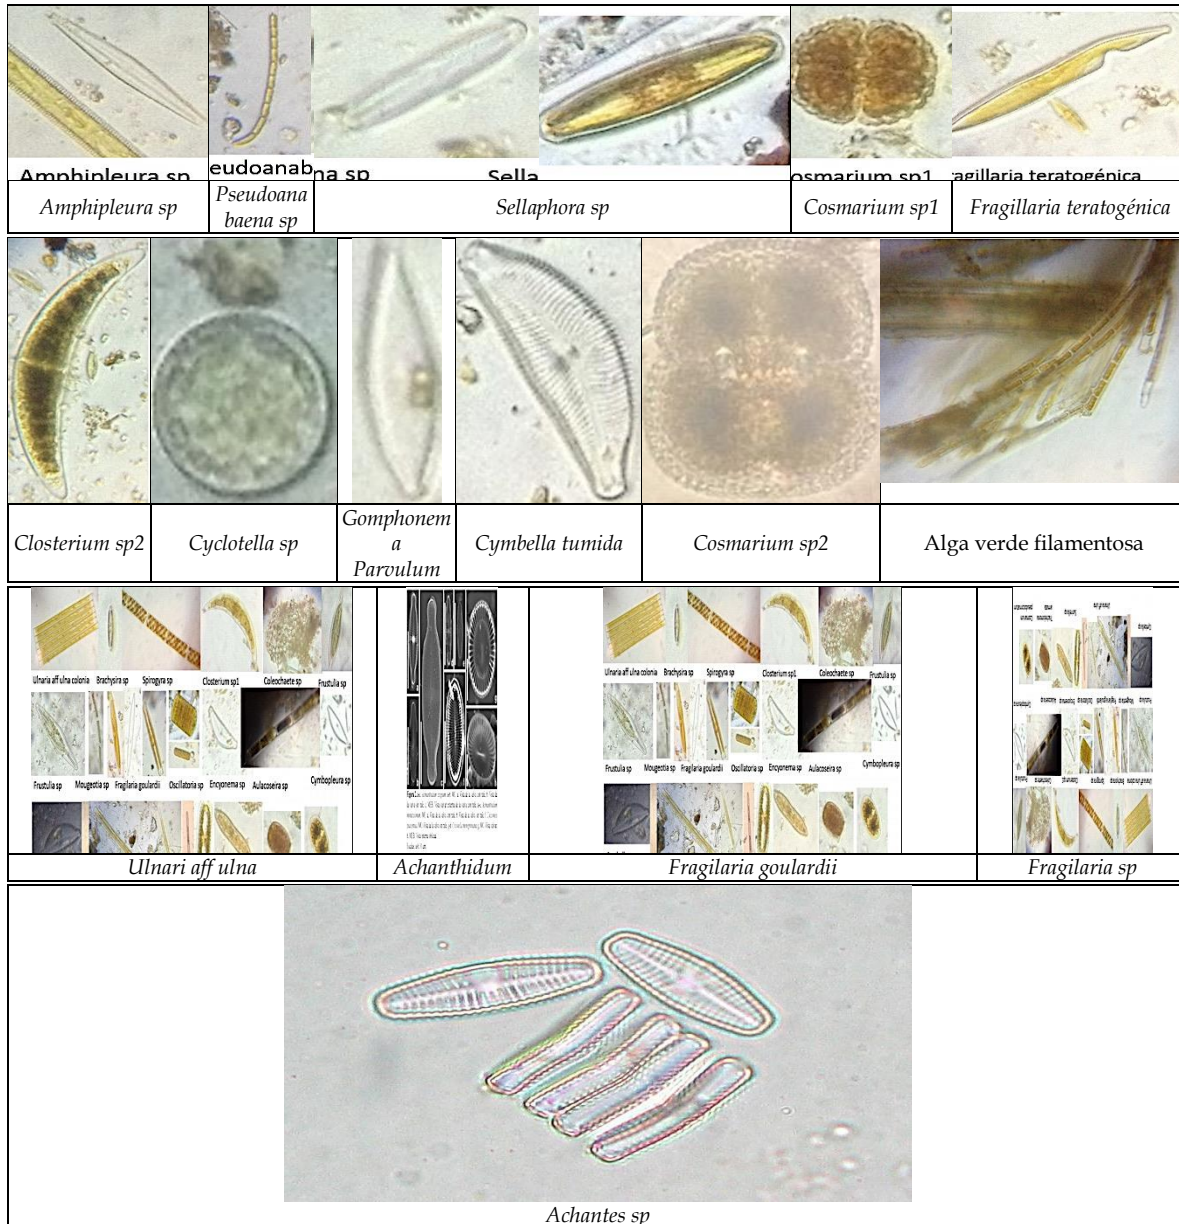 Amphipleura sp
eudoanab
na sp
Sella
osmarium sp1
ragillaria teratogénica
Amphipleura sp
Pseudoana
baena sp
Sellaphora sp
Cosmarium sp1
Fragillaria teratogénica
Closterium sp2
Cyclotella sp
Gomphonem
a
Parvulum
Cymbella tumida
Cosmarium sp2
Alga verde filamentosa
Ulnaria aff ulna colonia
Brachysira sp
Spirogyra sp
Closterium sp1
Coleochaete sp
Frustulia sp
Frustulia sp
Mougeotia sp
Fragilaria goulardii
Oscillatoria sp
Encyonema sp
Aulacoseira sp
Cymbopleura sp
Ulnaria aff ulna colonia
Brachysira sp
Spirogyra sp
Closterium sp1
Coleochaete sp
Frustulia sp
Frustulia sp
Mougeotia sp
Fragilaria goulardii
Oscillatoria sp
Encyonema sp
Aulacoseira sp
Cymbopleura sp
Ulnari aff ulna
Achanthidum
Fragilaria goulardii
Fragilaria sp
Achantes sp